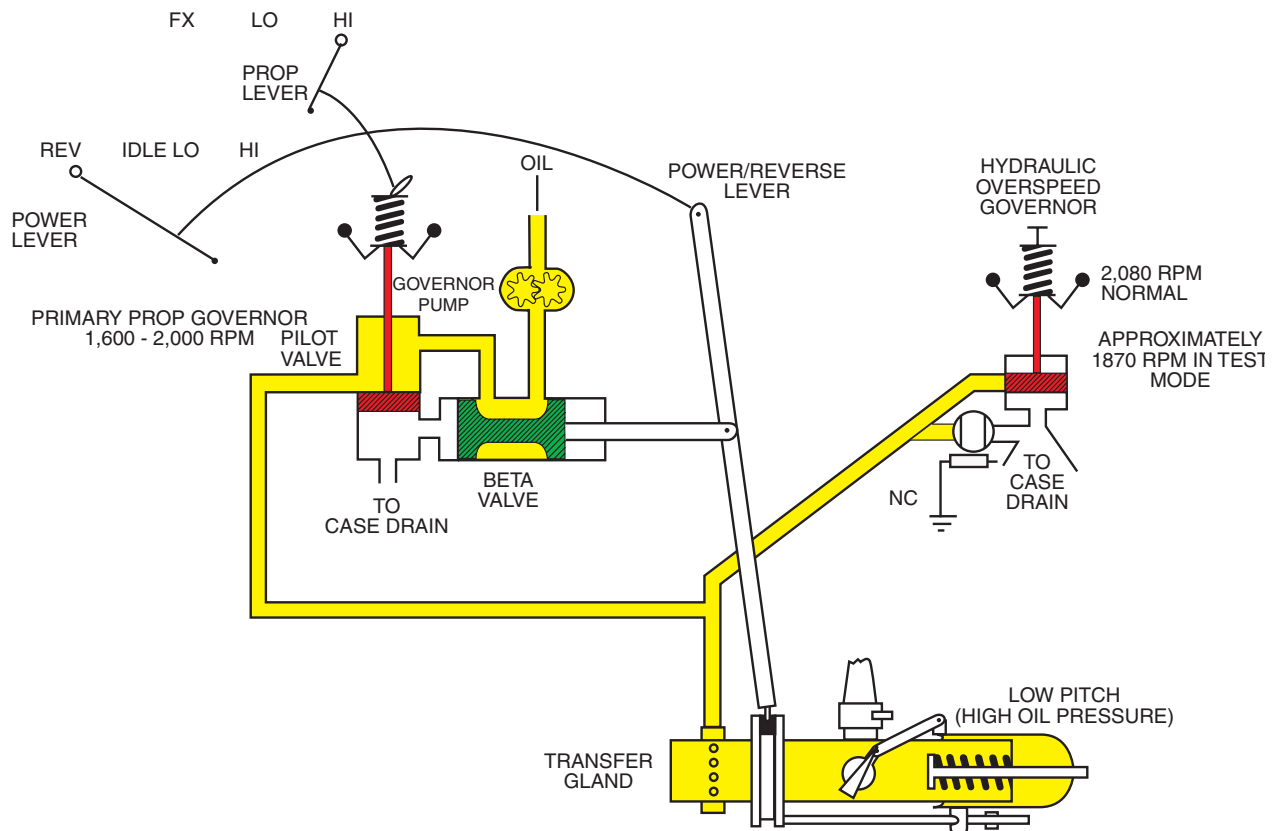 FX LO HI
PROP
LEVER
REV IDLE LO HI
POWER
LEVER
OIL
POWER/REVERSE
LEVER
HYDRAULIC
OVERSPEED
GOVERNOR
2,080 RPM
NORMAL
GOVERNOR
PUMP
PRIMARY PROP GOVERNOR
1,600 - 2,000 RPM
PILOT
VALVE
APPROXIMATELY
1870 RPM IN TEST
MODE
BETA
VALVE
TO
CASE DRAIN
NC
TO
CASE
DRAIN
LOW PITCH
(HIGH OIL PRESSURE)
TRANSFER
GLAND